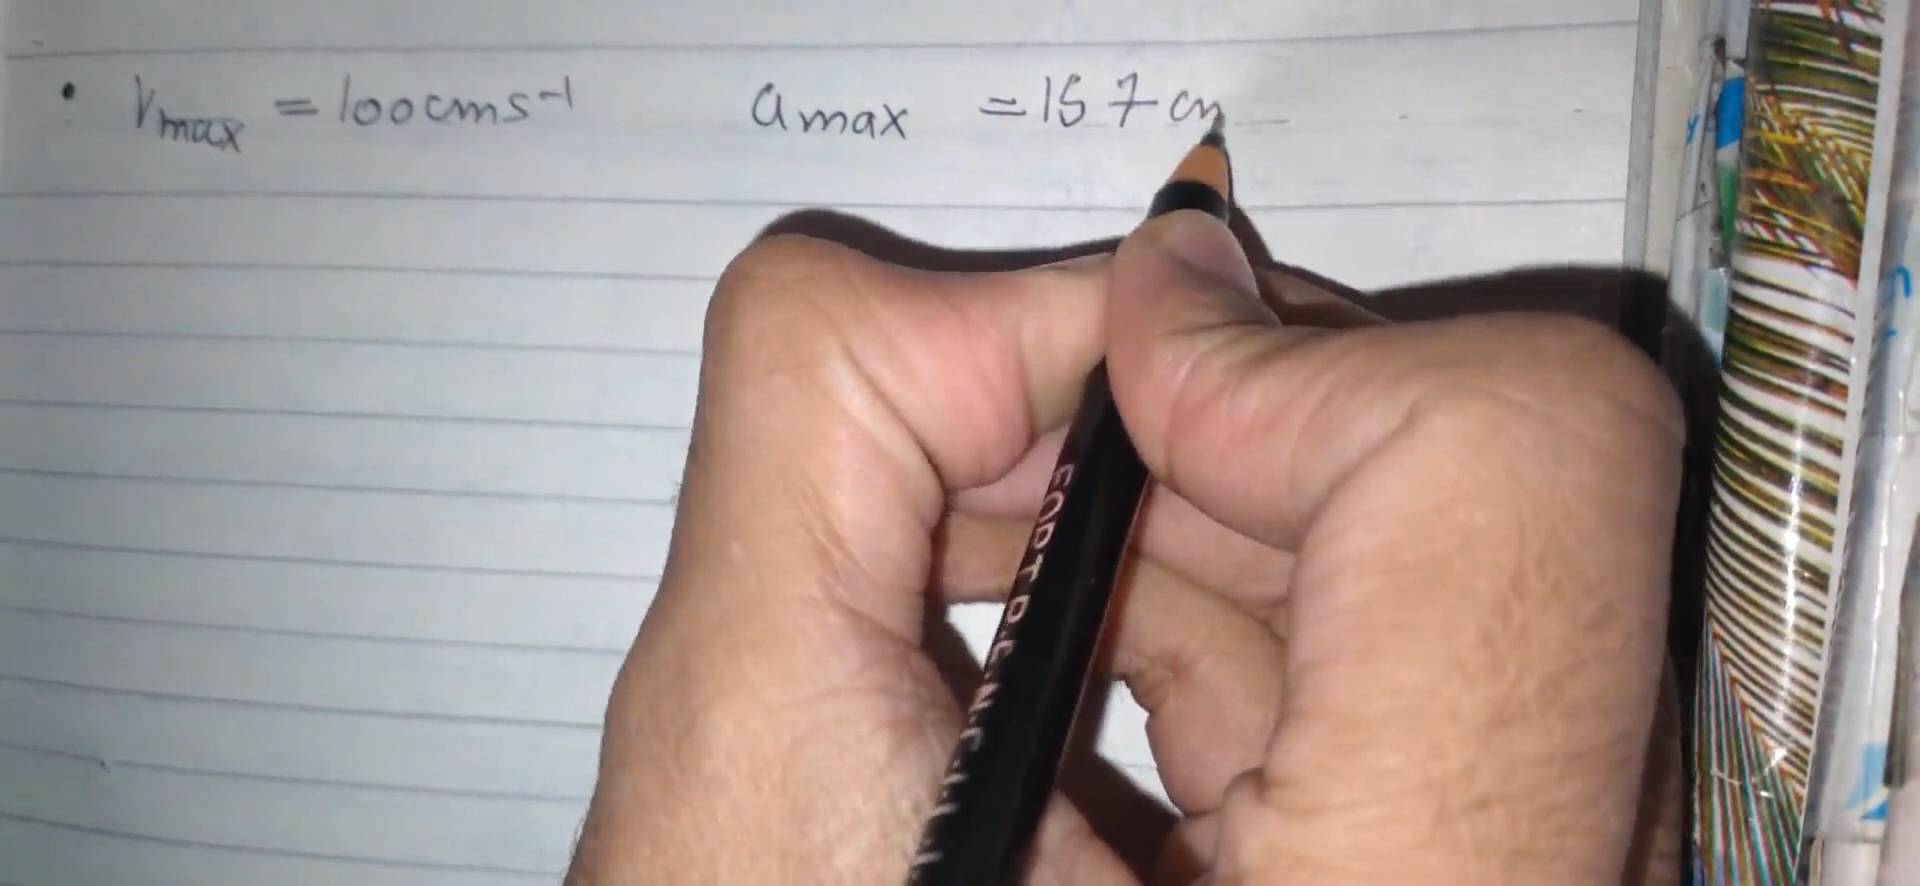 • Vmax = 100cms⁻¹ amax = 157 cm